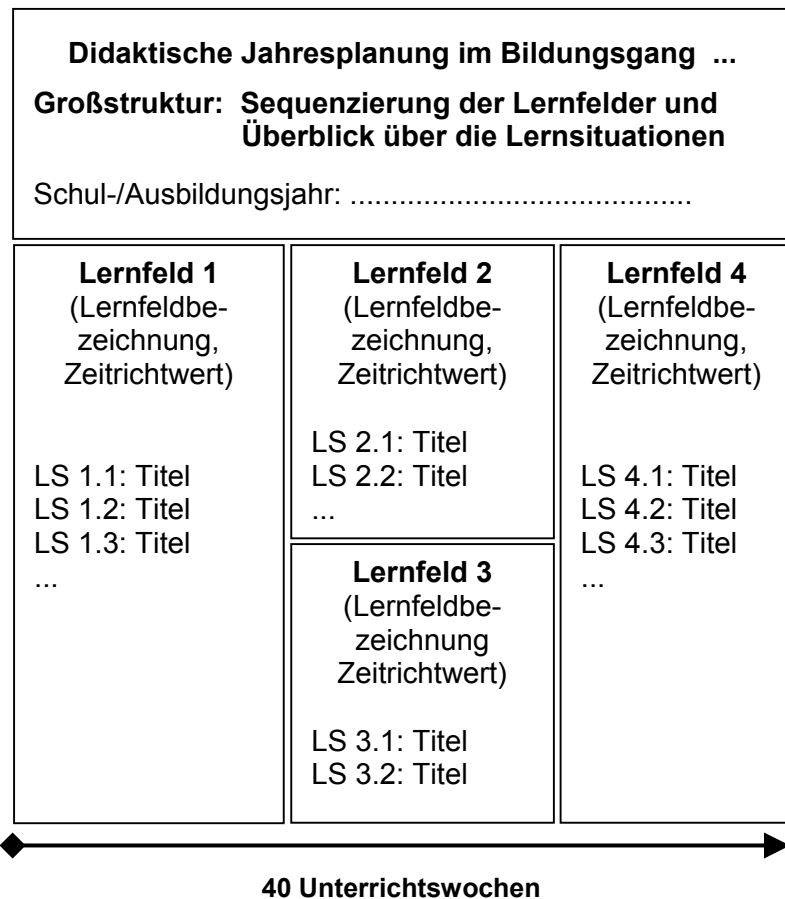 Didaktische Jahresplanung im Bildungsgang ...
Großstruktur: Sequenzierung der Lernfelder und
Überblick über die Lernsituationen
Schul-/Ausbildungsjahr: ..........................................
Lernfeld 1
(Lernfeldbe-
zeichnung,
Zeitrichtwert)
LS 1.1: Titel
LS 1.2: Titel
LS 1.3: Titel
...
Lernfeld 2
(Lernfeldbe-
zeichnung,
Zeitrichtwert)
LS 2.1: Titel
LS 2.2: Titel
...
Lernfeld 3
(Lernfeldbe-
zeichnung
Zeitrichtwert)
LS 3.1: Titel
LS 3.2: Titel
Lernfeld 4
(Lernfeldbe-
zeichnung,
Zeitrichtwert)
LS 4.1: Titel
LS 4.2: Titel
LS 4.3: Titel
...
40 Unterrichtswochen